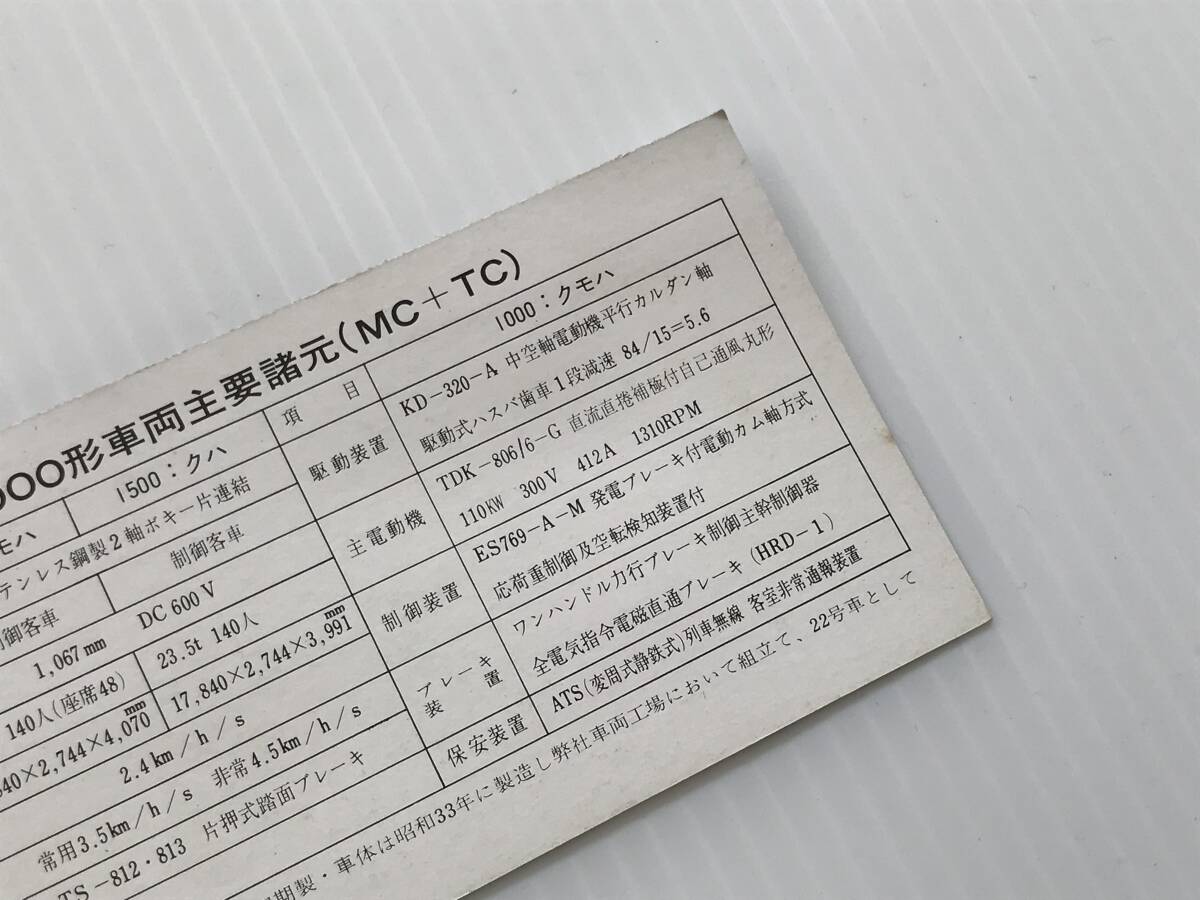 000形車両主要諸元(MC+TC)
モハ
1500:クハ
テンレス鋼製2軸ボキー片連結
御客車
制御客車
DC 600 V
1,067mm
23.5t 140人
140人(座席48)
17,840×2,744×3,991mm
840×2,744×4,070mm
2.4km/h/s
常用3.5km/h/s 非常4.5km/h/s
TS-812・813 片押式踏面ブレーキ
項目
1000:クモハ
駆動装置
KD-320-A 中空軸電動機平行カルダン軸
駆動式ハスバ歯車1段減速 84/15=5.6
主電動機
TDK-806/6-G 直流直捲補極付自己通風丸形
110KW 300V 412A 1310RPM
制御装置
ES769-A-M 発電ブレーキ付電動カム軸方式
応荷重制御及空転検知装置付
ブレーキ
装置
ワンハンドル力行ブレーキ制御主幹制御器
全電気指令電磁直通ブレーキ(HRD-1)
保安装置
ATS(変周式静鉄式)列車無線 客室非常通報装置
期製・車体は昭和33年に製造し弊社車両工場において組立て、22号車として